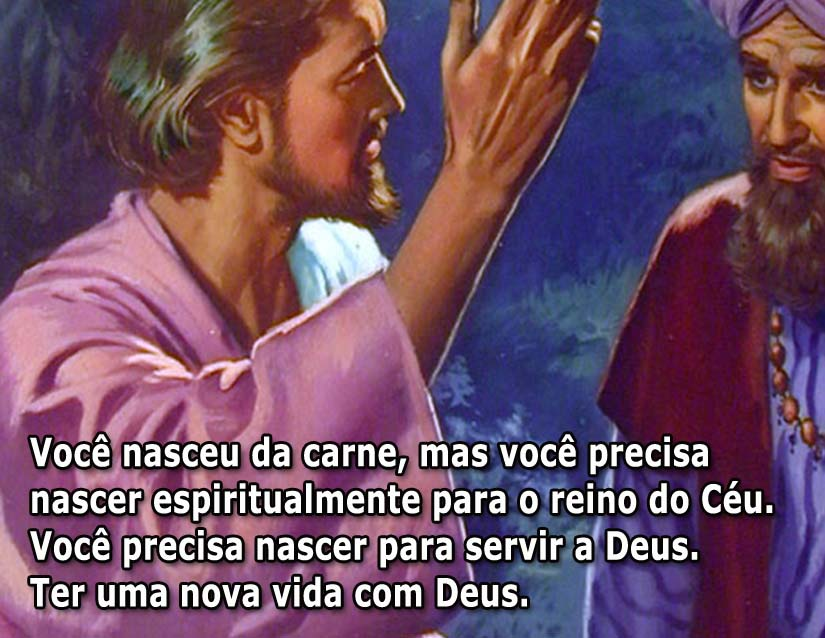 Você nasceu da carne, mas você precisa
nascer espiritualmente para o reino do Céu.
Você precisa nascer para servir a Deus.
Ter uma nova vida com Deus.